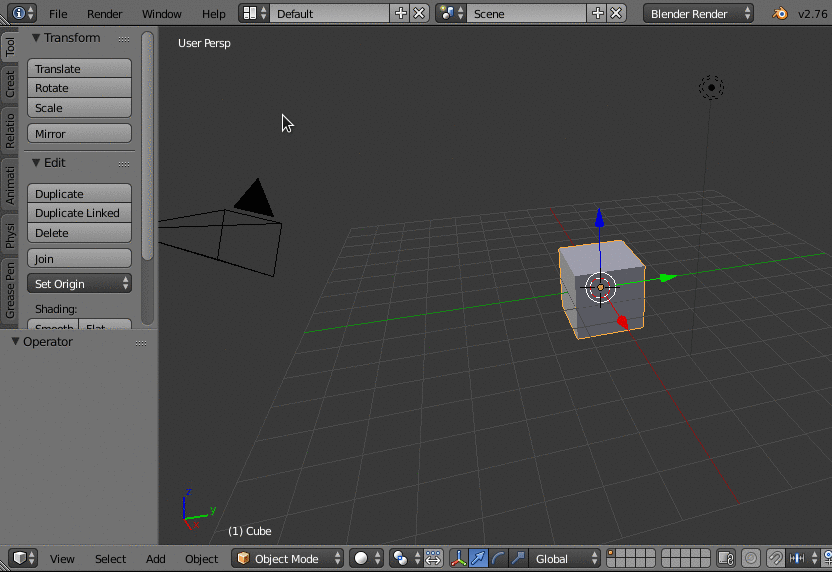 File Render Window Help Default Scene Blender Render v2.76
Tool
Creat
Relatio
Animati
Physi
Grease Pen
Transform
Translate
Rotate
Scale
Mirror
Edit
Duplicate
Duplicate Linked
Delete
Join
Set Origin
Shading:
Smooth Flat
Operator
User Persp
z
y
(1) Cube
View Select Add Object Object Mode Global